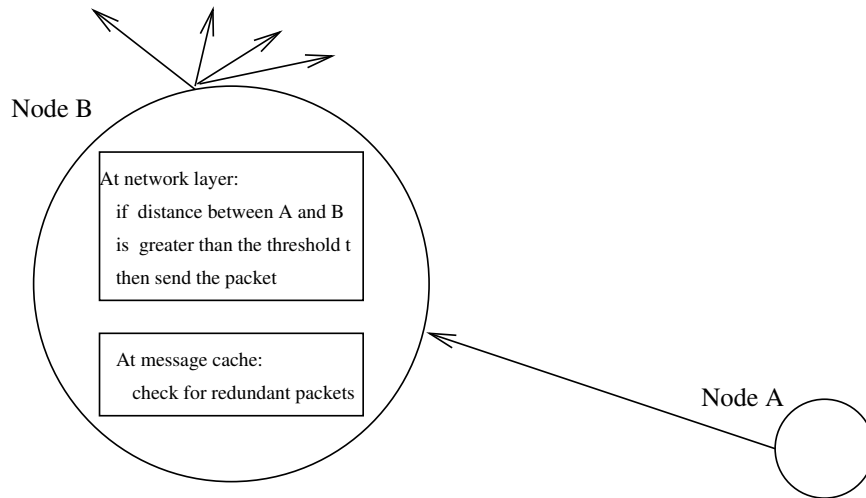 Node B
At network layer:
if distance between A and B
is greater than the threshold t
then send the packet
At message cache:
check for redundant packets
Node A